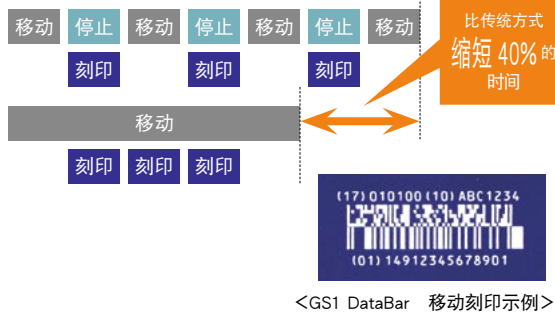 移动 停止 移动 停止 移动 停止 移动
刻印 刻印 刻印
比传统方式
缩短 40% 的
时间
移动
刻印 刻印 刻印
(17) 010100 (10) ABC1234
(01) 14912345678901
<GS1 DataBar 移动刻印示例>